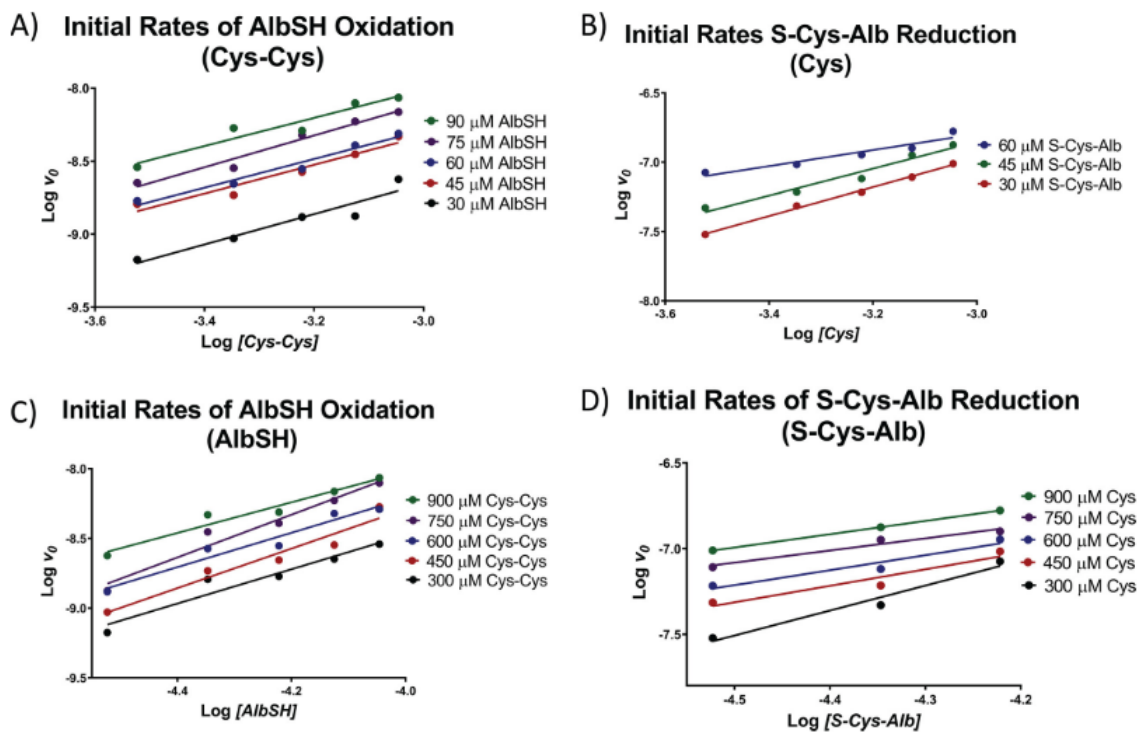 A) Initial Rates of AlbSH Oxidation
(Cys-Cys)
Log v₀
-8.0
-8.5
-9.0
-9.5
-3.6
-3.4
-3.2
-3.0
Log [Cys-Cys]
90 µM AlbSH
75 µM AlbSH
60 µM AlbSH
45 µM AlbSH
30 µM AlbSH
B) Initial Rates S-Cys-Alb Reduction
(Cys)
Log v₀
-6.5
-7.0
-7.5
-8.0
-3.6
-3.4
-3.2
-3.0
Log [Cys]
60 µM S-Cys-Alb
45 µM S-Cys-Alb
30 µM S-Cys-Alb
C) Initial Rates of AlbSH Oxidation
(AlbSH)
Log v₀
-8.0
-8.5
-9.0
-9.5
-4.4
-4.2
-4.0
Log [AlbSH]
900 µM Cys-Cys
750 µM Cys-Cys
600 µM Cys-Cys
450 µM Cys-Cys
300 µM Cys-Cys
D) Initial Rates of S-Cys-Alb Reduction
(S-Cys-Alb)
Log v₀
-6.5
-7.0
-7.5
-4.5
-4.4
-4.3
-4.2
Log [S-Cys-Alb]
900 µM Cys
750 µM Cys
600 µM Cys
450 µM Cys
300 µM Cys